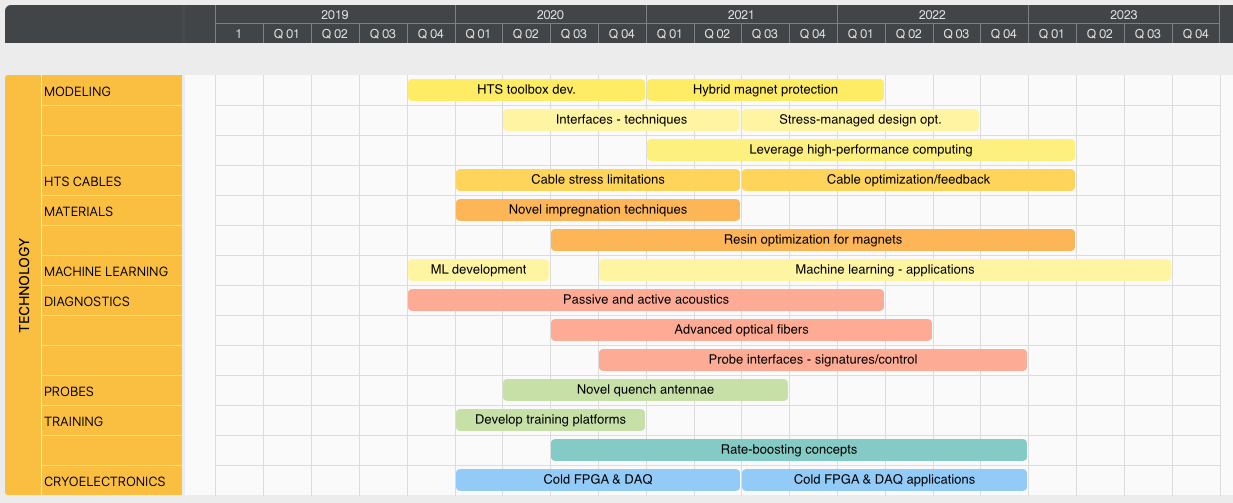 2019 2020 2021 2022 2023
1 Q 01 Q 02 Q 03 Q 04 Q 01 Q 02 Q 03 Q 04 Q 01 Q 02 Q 03 Q 04 Q 01 Q 02 Q 03 Q 04 Q 01 Q 02 Q 03 Q 04
TECHNOLOGY
MODELING HTS toolbox dev. Hybrid magnet protection
Interfaces - techniques Stress-managed design opt.
Leverage high-performance computing
HTS CABLES Cable stress limitations Cable optimization/feedback
MATERIALS Novel impregnation techniques
Resin optimization for magnets
MACHINE LEARNING ML development Machine learning - applications
DIAGNOSTICS Passive and active acoustics
Advanced optical fibers
Probe interfaces - signatures/control
PROBES Novel quench antennae
TRAINING Develop training platforms
Rate-boosting concepts
CRYOELECTRONICS Cold FPGA & DAQ Cold FPGA & DAQ applications